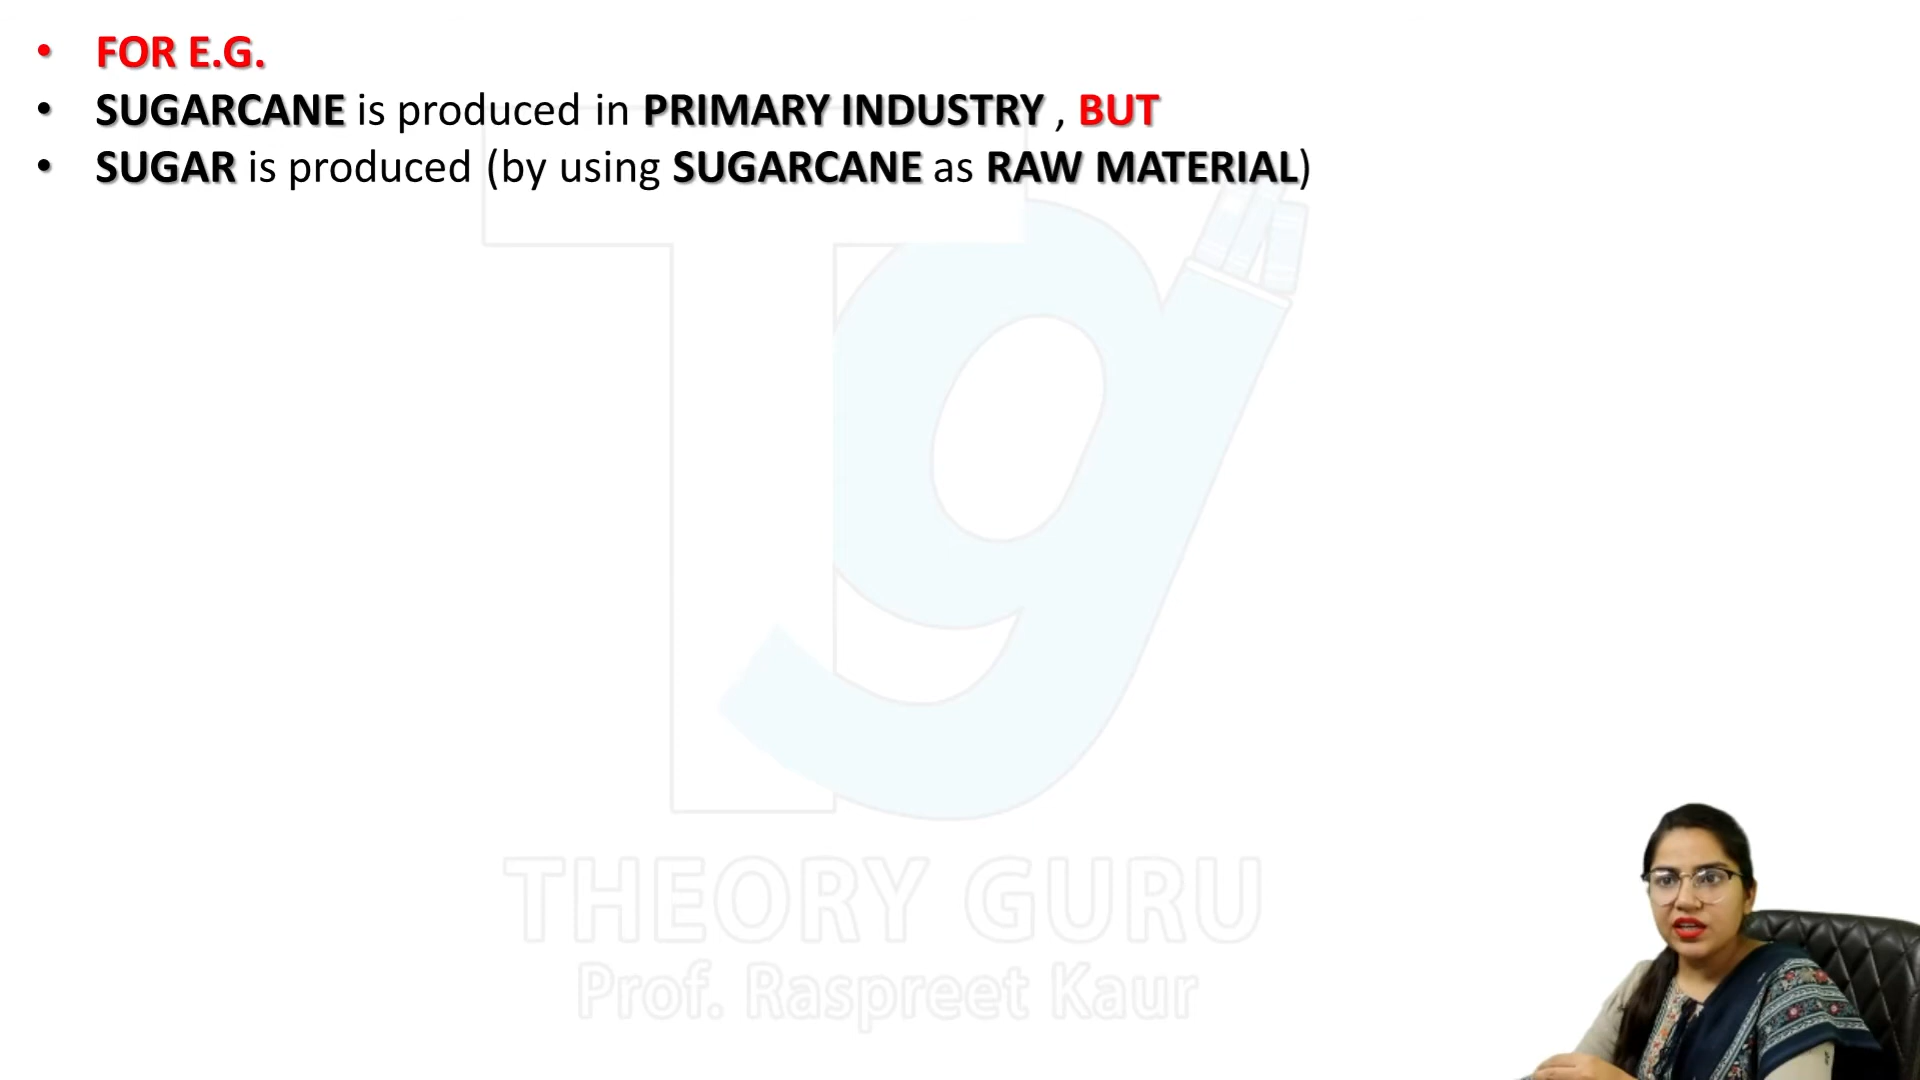 • FOR E.G.
• SUGARCANE is produced in PRIMARY INDUSTRY , BUT
• SUGAR is produced (by using SUGARCANE as RAW MATERIAL)
Tg
THEORY GURU
Prof. Raspreet Kaur